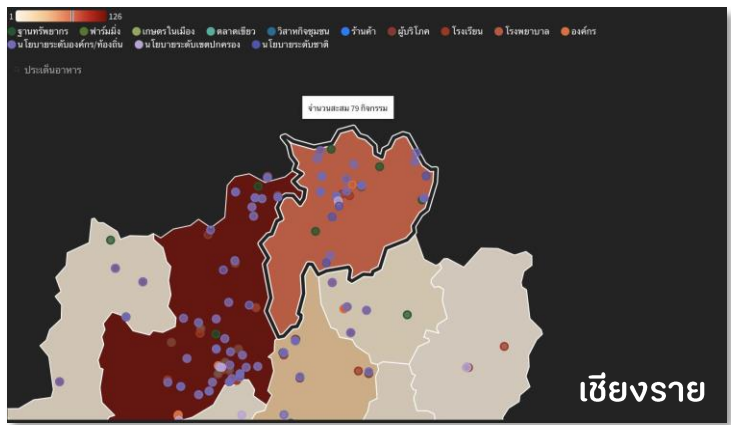 1 126
ฐานทรัพยากร ฟาร์มมิ่ง เกษตรในเมือง ตลาดเขียว วิสาหกิจชุมชน ร้านค้า ผู้บริโภค โรงเรียน โรงพยาบาล องค์กร
นโยบายระดับองค์กร/ท้องถิ่น นโยบายระดับเขตปกครอง นโยบายระดับชาติ
ประเด็นอาหาร
จำนวนสะสม 79 กิจกรรม
เชียงราย